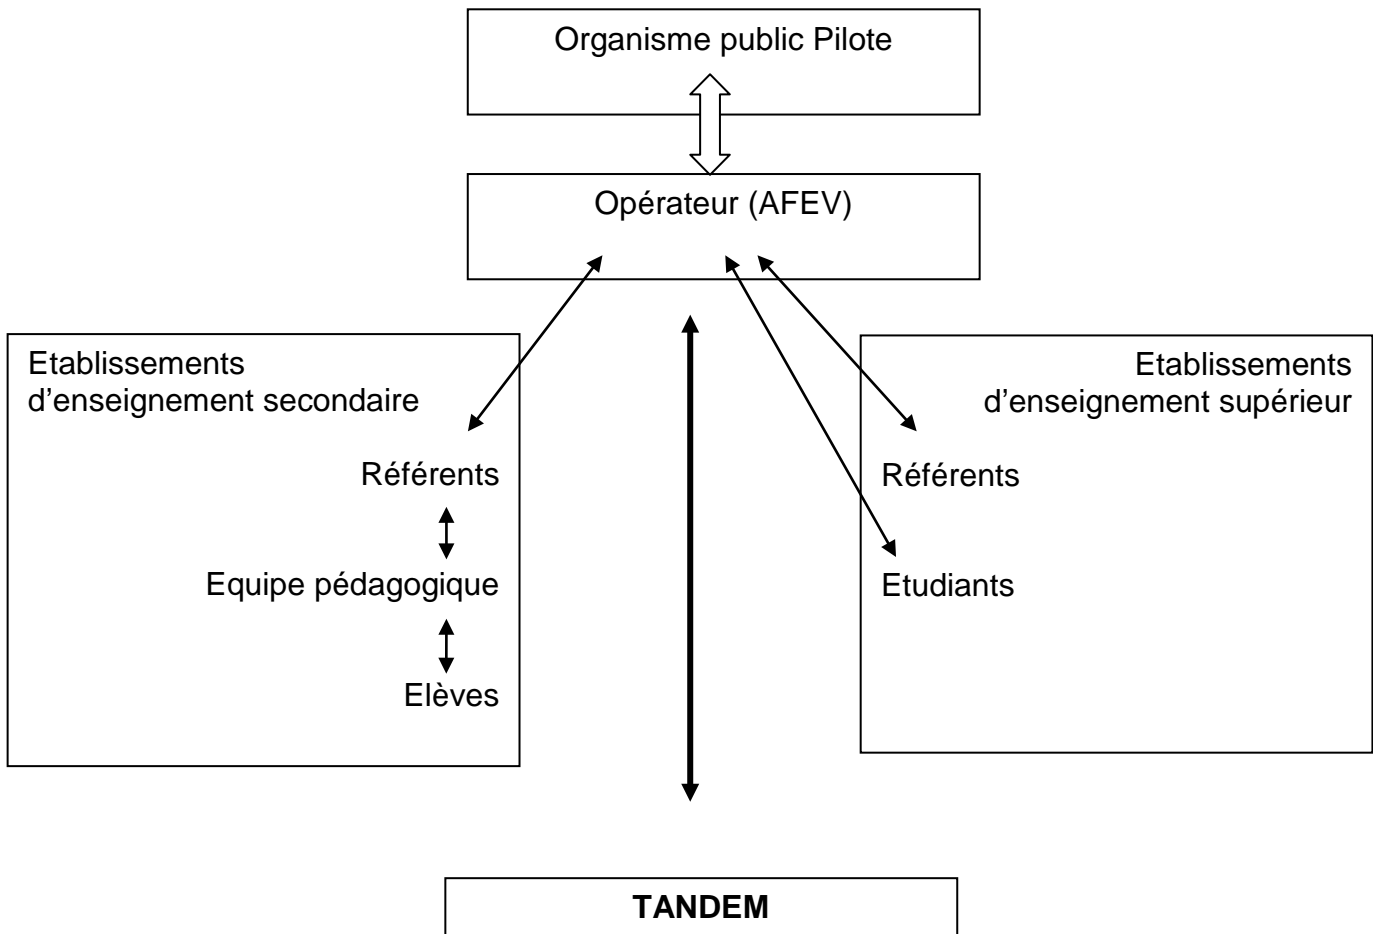 Organisme public Pilote
Opérateur (AFEV)
Etablissements
d'enseignement secondaire
Référents
Equipe pédagogique
Elèves
Etablissements
d'enseignement supérieur
Référents
Etudiants
TANDEM